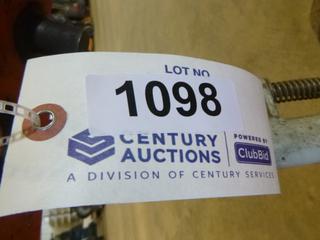 LOT NO.
1098
CENTURY
AUCTIONS
POWERED BY
ClubBid
A DIVISION OF CENTURY SERVICES